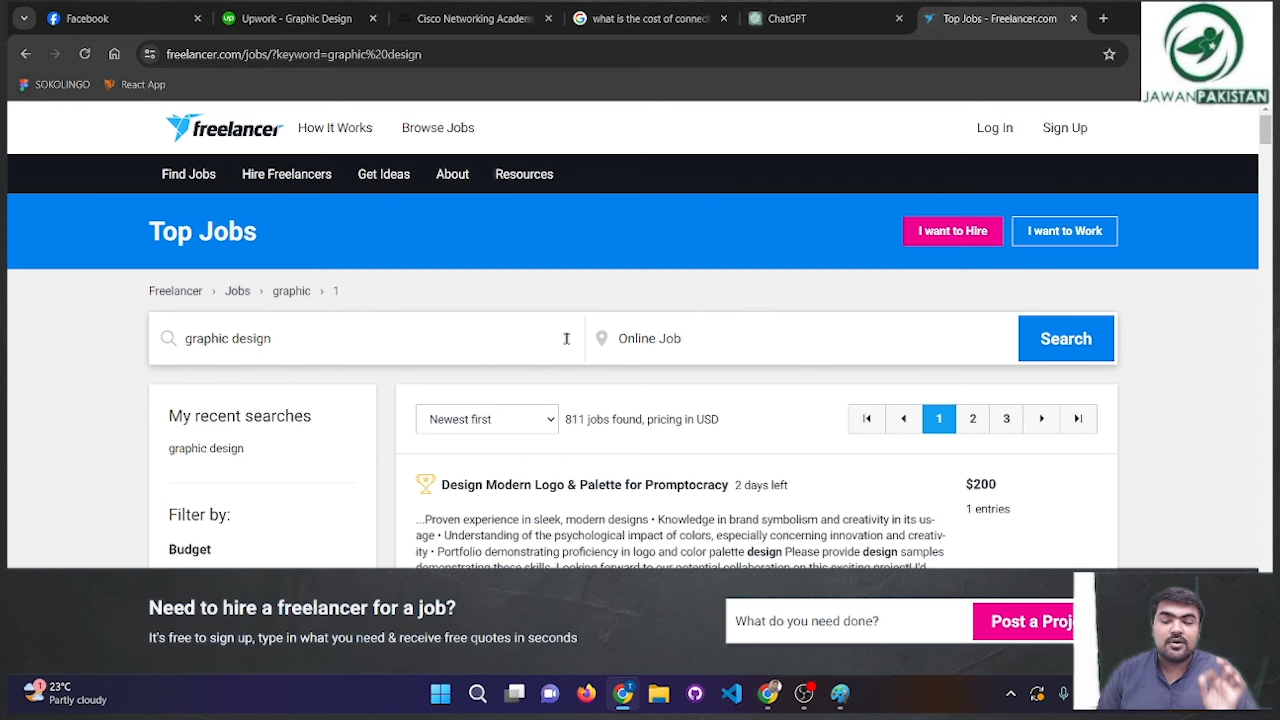 Facebook
Upwork - Graphic Design
Cisco Net
what is the cost of connect
ChatGPT
Top Jobs - Freelancer.com
freelancer.com/jobs/?keyword=graphic%20design
SOKOLINGO
React App
JAWANPAKISTAN
freelancer
How It Works
Browse Jobs
Log In
Sign Up
Find Jobs
Hire Freelancers
Get Ideas
About
Resources
Top Jobs
I want to Hire
I want to Work
Freelancer › Jobs › graphic › 1
graphic design
Online Job
Search
My recent searches
graphic design
Filter by:
Budget
Newest first
811 jobs found, pricing in USD
1
2
3
Design Modern Logo & Palette for Promptocracy 2 days left
$200
1 entries
...Proven experience in sleek, modern designs • Knowledge in brand symbolism and creativity in its us-
age • Understanding of the psychological impact of colors, especially concerning innovation and creativ-
ity • Portfolio demonstrating proficiency in logo and color palette design Please provide design samples
demonstrating these skills. Looking forward to our potential collaboration on this exciting project! I'd
Need to hire a freelancer for a job?
It's free to sign up, type in what you need & receive free quotes in seconds
What do you need done?
Post a Proj
1
23°C
Partly cloudy